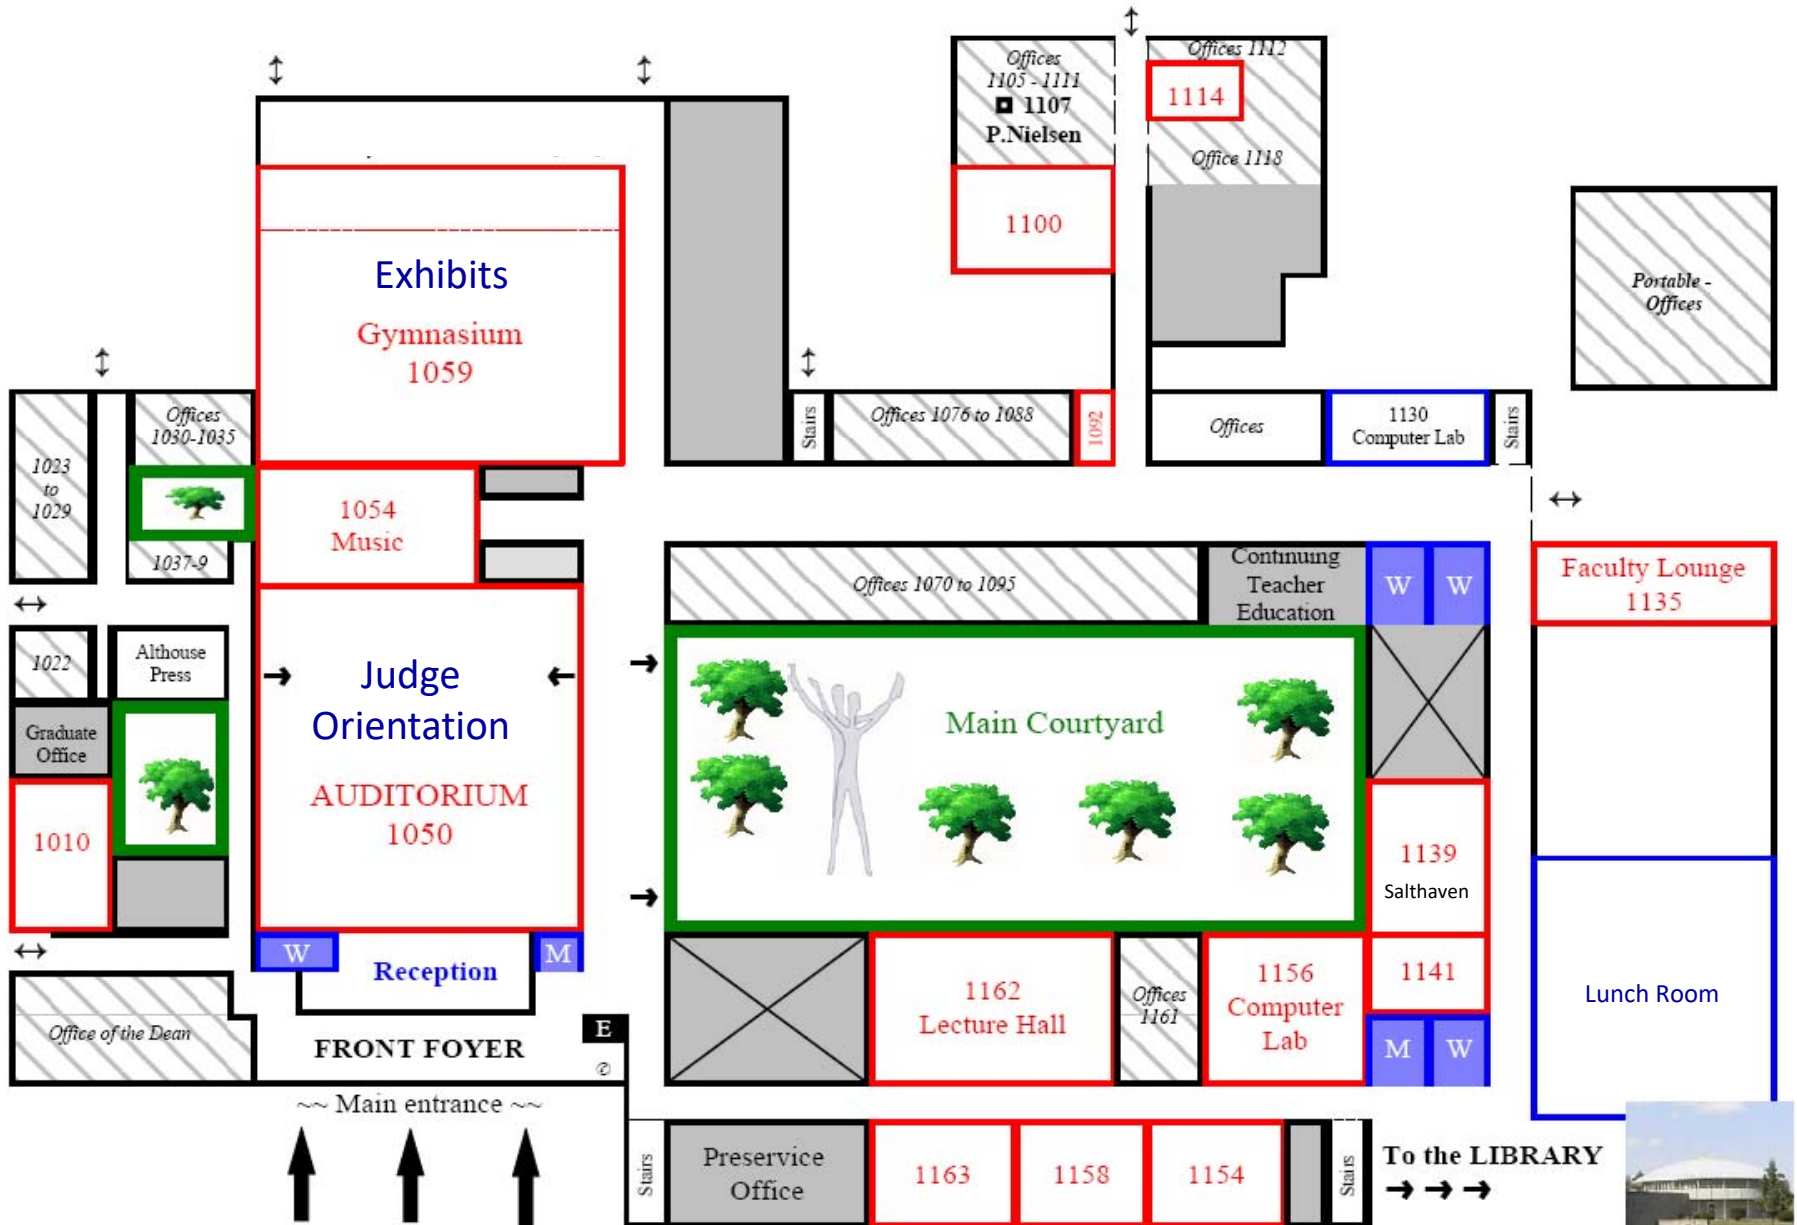 Offices
1105 - 1111
1107
P.Nielsen
Offices 1112
1114
Office 1118
1100
Exhibits
Gymnasium
1059
Portable -
Offices
Offices
1030-1035
1023
to
1029
1037-9
1054
Music
Stairs
Offices 1076 to 1088
1092
Offices
1130
Computer Lab
Stairs
Offices 1070 to 1095
Continuing
Teacher
Education
W
W
Faculty Lounge
1135
1022
Althouse
Press
Graduate
Office
1010
Judge
Orientation
AUDITORIUM
1050
Main Courtyard
1139
Salthaven
1141
W
Reception
M
Office of the Dean
FRONT FOYER
E
✆
1162
Lecture Hall
Offices
1161
1156
Computer
Lab
M
W
Lunch Room
~~ Main entrance ~~
Stairs
Preservice
Office
1163
1158
1154
Stairs
To the LIBRARY